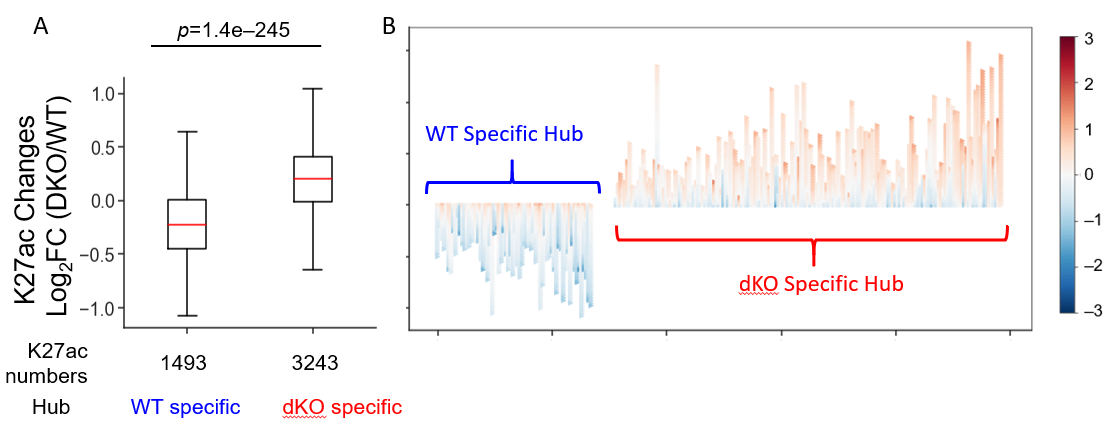 A
p=1.4e–245
K27ac Changes
Log2FC (DKO/WT)
1.0
0.5
0.0
−0.5
−1.0
K27ac
numbers
1493
3243
Hub
WT specific
dKO specific
B
WT Specific Hub
dKO Specific Hub
3
2
1
0
−1
−2
−3